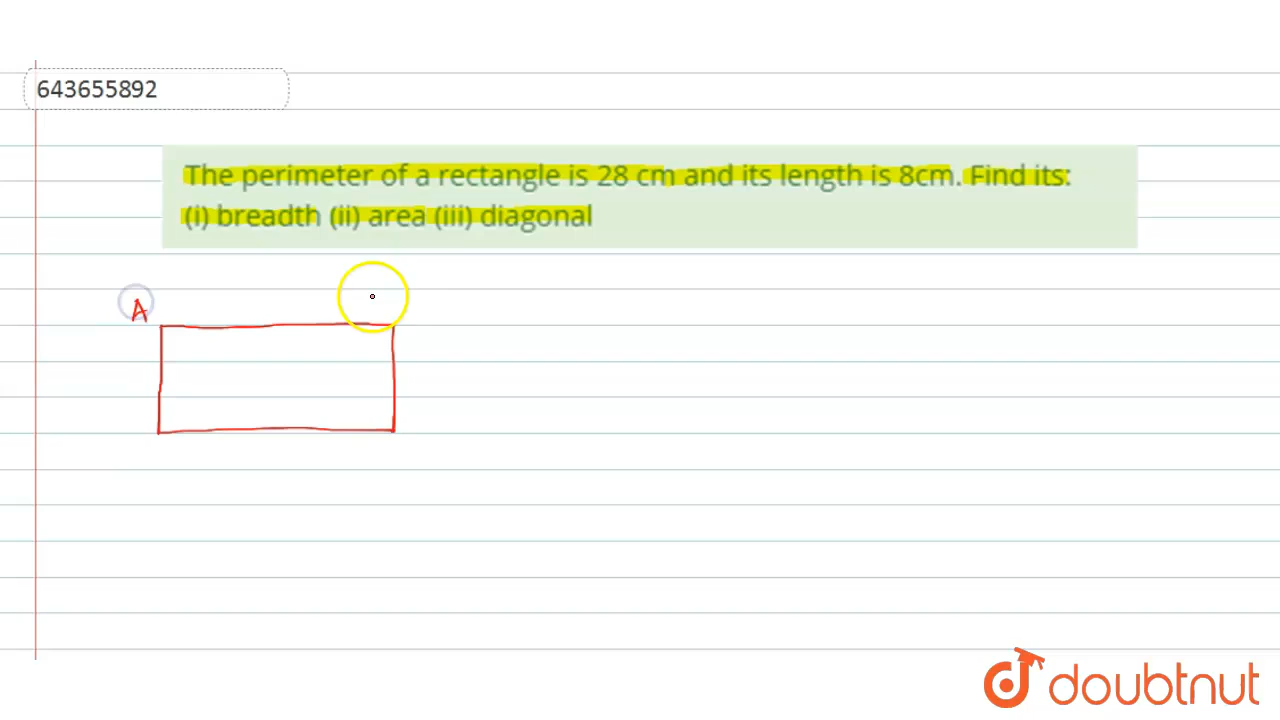 643655892
The perimeter of a rectangle is 28 cm and its length is 8cm. Find its:
(i) breadth (ii) area (iii) diagonal
A
doubtnut